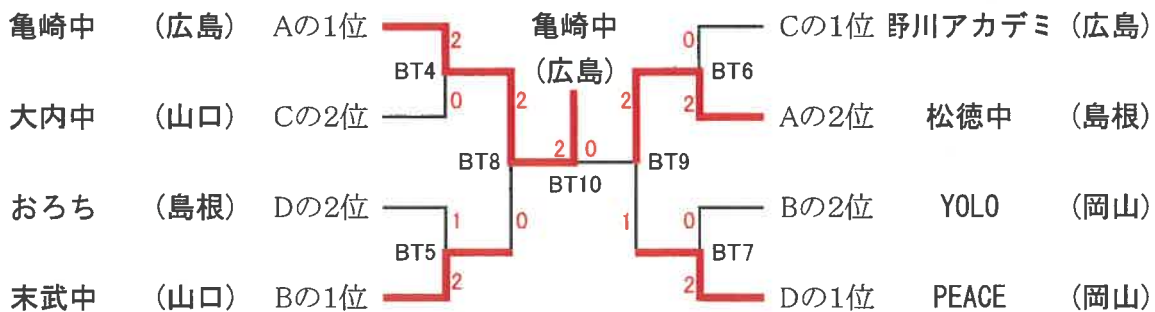 亀崎中 (広島) Aの1位 2 亀崎中 0 Cの1位 野川アカデミ (広島)
BT4 (広島) BT6
大内中 (山口) Cの2位 0 2 2 2 Aの2位 松徳中 (島根)
BT8 2 0 BT9
BT10
おろち (島根) Dの2位 1 0 1 0 Bの2位 YOLO (岡山)
BT5 BT7
末武中 (山口) Bの1位 2 2 Dの1位 PEACE (岡山)